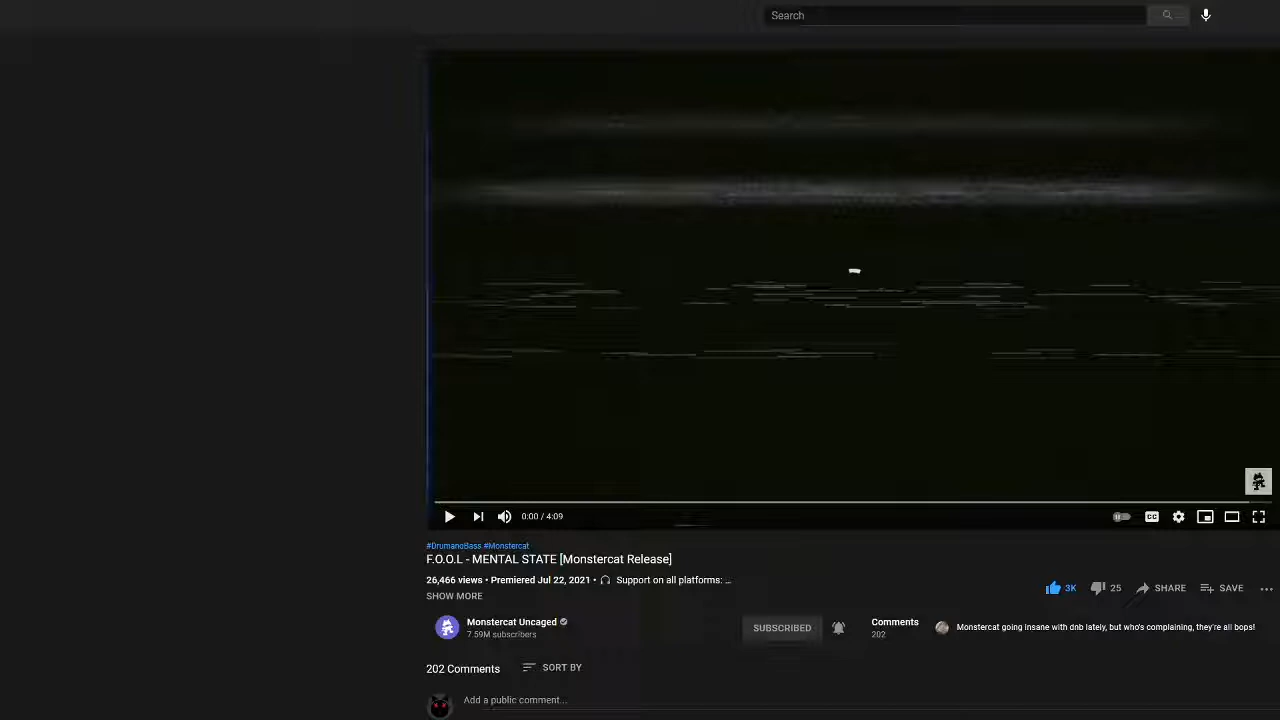 Search
CC
0:00 / 4:09
#DrumandBass #Monstercat
F.O.O.L - MENTAL STATE [Monstercat Release]
26,466 views • Premiered Jul 22, 2021 • Support on all platforms: ...
3K
25
SHARE
SAVE
SHOW MORE
Monstercat Uncaged
7.59M subscribers
SUBSCRIBED
Comments
202
Monstercat going insane with dnb lately, but who's complaining, they're all bops!
202 Comments
SORT BY
Add a public comment...